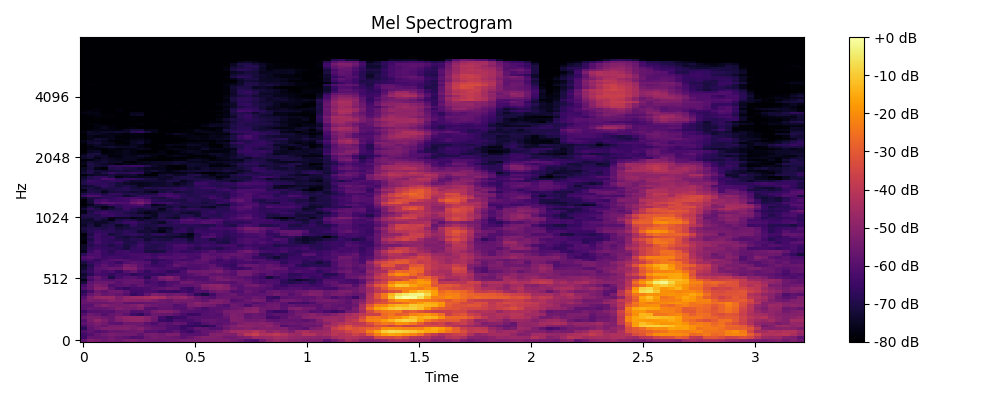 Mel Spectrogram
+0 dB
-10 dB
-20 dB
-30 dB
-40 dB
-50 dB
-60 dB
-70 dB
-80 dB
Hz
4096
2048
1024
512
0
0 0.5 1 1.5 2 2.5 3
Time